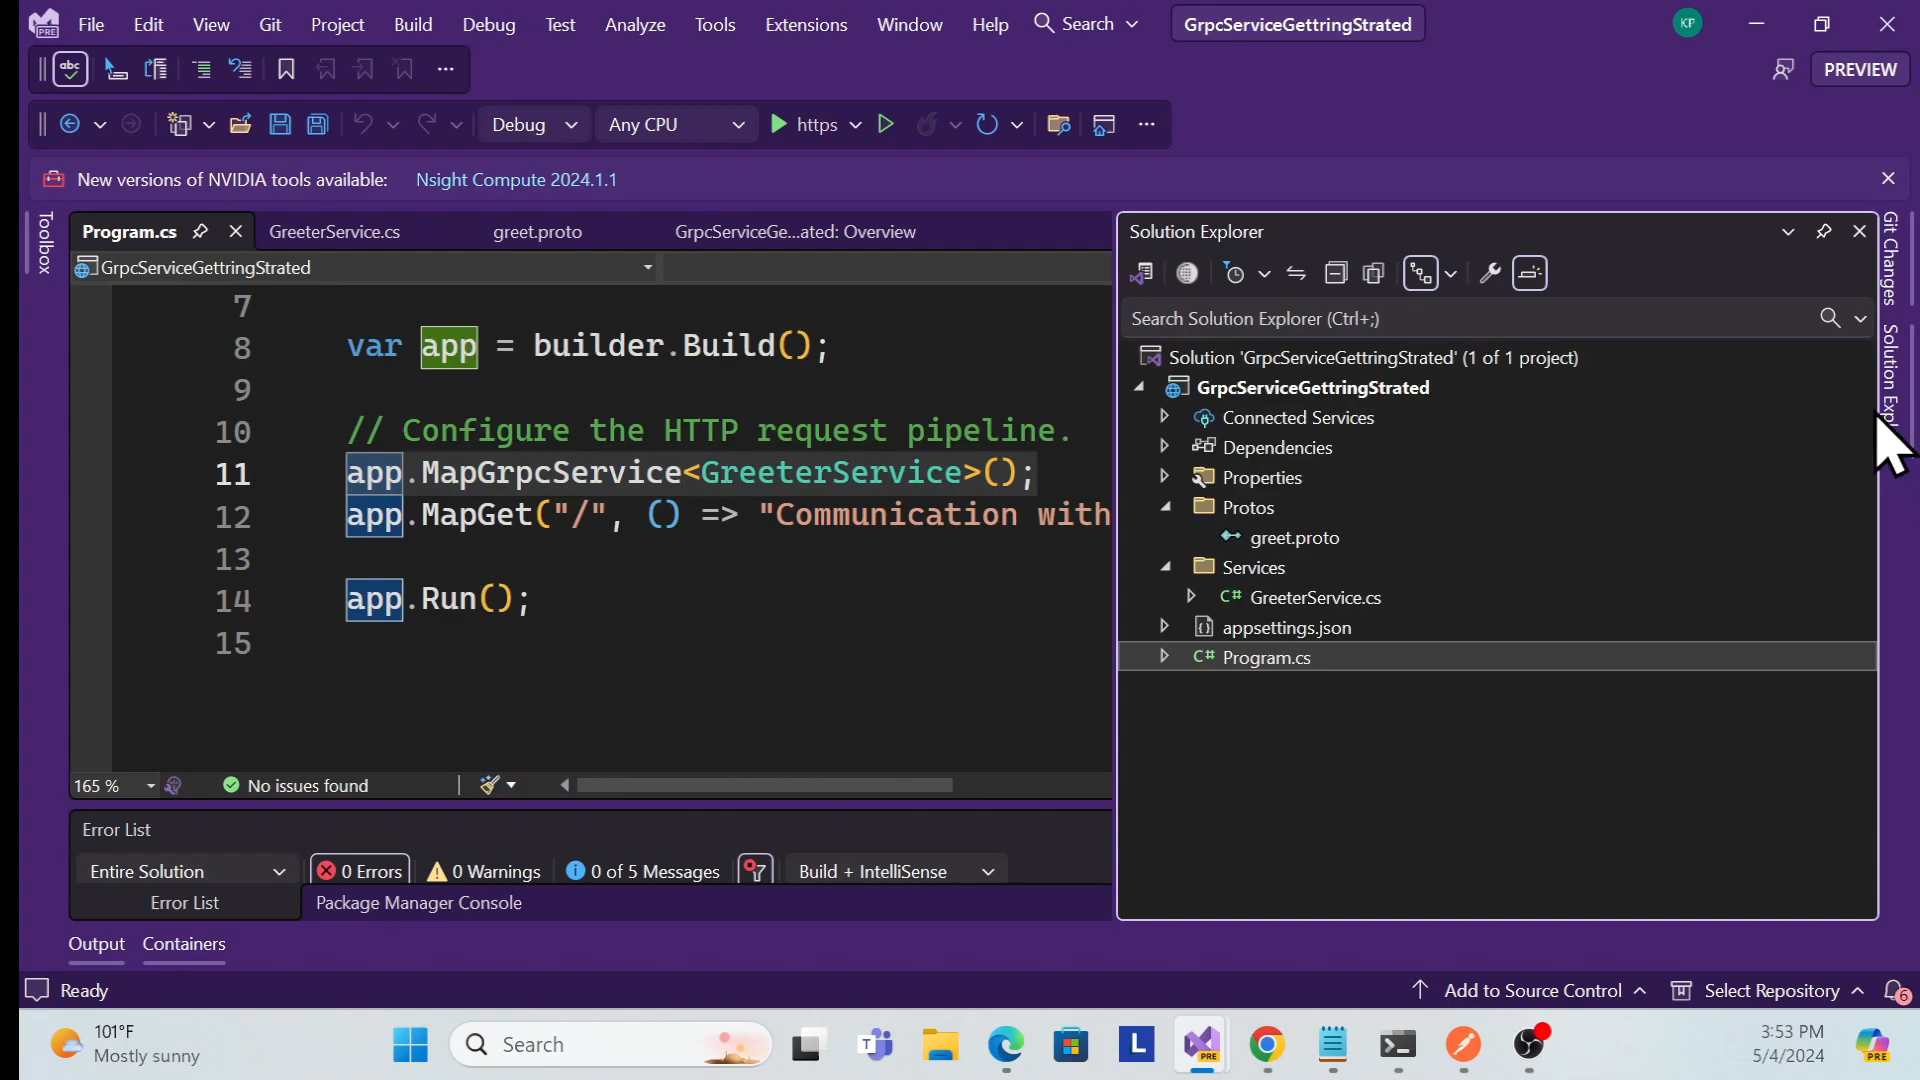 File Edit View Git Project Build Debug Test Analyze Tools Extensions Window Help Search GrpcServiceGettringStrated KP
abc PREVIEW
Debug Any CPU https
New versions of NVIDIA tools available: Nsight Compute 2024.1.1
Toolbox
Program.cs GreeterService.cs greet.proto GrpcServiceGe...ated: Overview
GrpcServiceGettringStrated
7
8 var app = builder.Build();
9
10 // Configure the HTTP request pipeline.
11 app.MapGrpcService<GreeterService>();
12 app.MapGet("/", () => "Communication with
13
14 app.Run();
15
165 % No issues found
Error List
Entire Solution 0 Errors 0 Warnings 0 of 5 Messages Build + IntelliSense
Error List Package Manager Console
Output Containers
Solution Explorer
Search Solution Explorer (Ctrl+;)
Solution 'GrpcServiceGettringStrated' (1 of 1 project)
GrpcServiceGettringStrated
Connected Services
Dependencies
Properties
Protos
greet.proto
Services
C# GreeterService.cs
appsettings.json
C# Program.cs
Git Changes
Solution Expl
Ready Add to Source Control Select Repository 6
101°F
Mostly sunny
Search
T
L
PRE
3:53 PM
5/4/2024
PRE